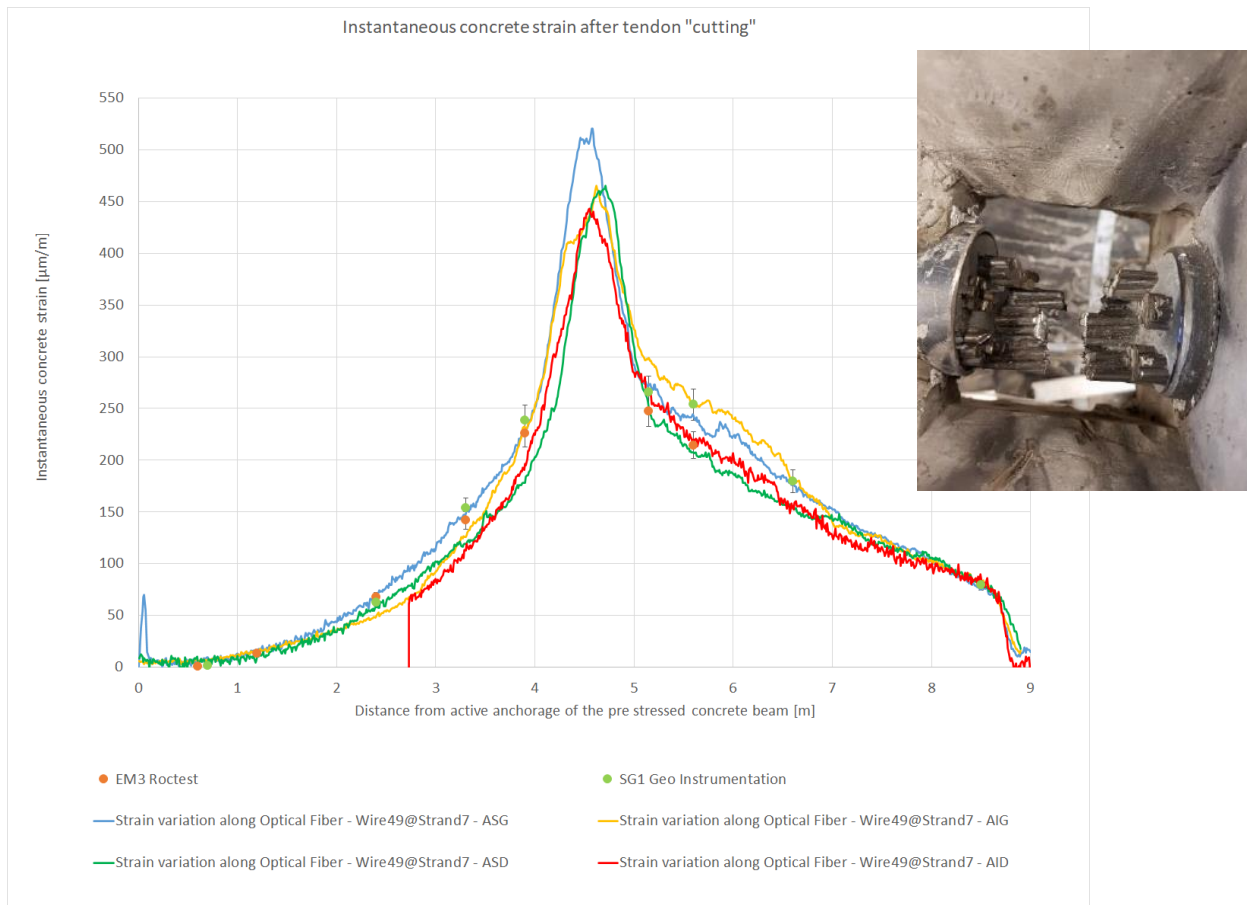 Instantaneous concrete strain after tendon "cutting"
Instantaneous concrete strain [µm/m]
550
500
450
400
350
300
250
200
150
100
50
0
0 1 2 3 4 5 6 7 8 9
Distance from active anchorage of the pre stressed concrete beam [m]
EM3 Roctest
SG1 Geo Instrumentation
Strain variation along Optical Fiber - Wire49@Strand7 - ASG
Strain variation along Optical Fiber - Wire49@Strand7 - AIG
Strain variation along Optical Fiber - Wire49@Strand7 - ASD
Strain variation along Optical Fiber - Wire49@Strand7 - AID